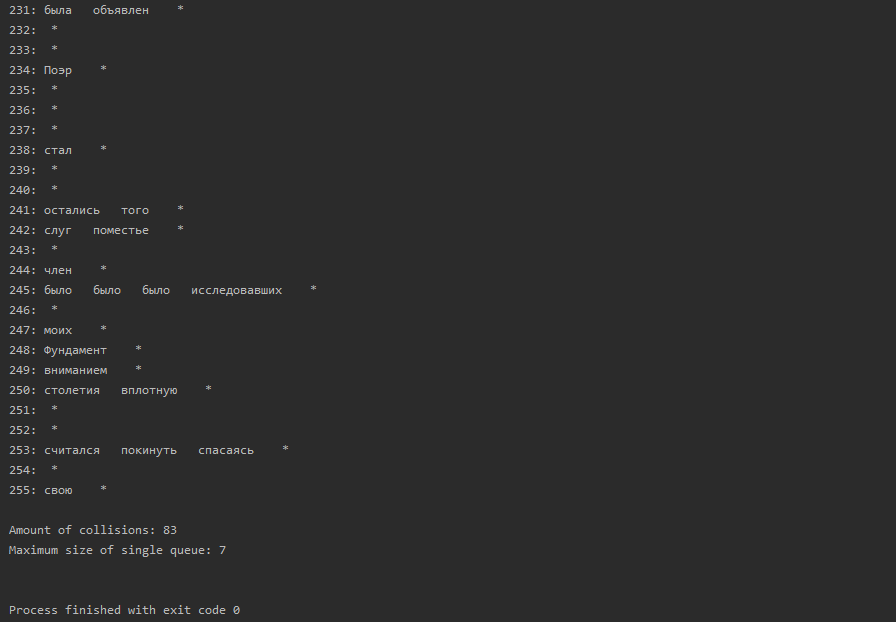 231: была   объявлен    *
232:  *
233:  *
234: Поэр    *
235:  *
236:  *
237:  *
238: стал    *
239:  *
240:  *
241: остались   того    *
242: слуг   поместье    *
243:  *
244: член    *
245: было   было   было   исследовавших    *
246:  *
247: моих    *
248: Фундамент    *
249: вниманием    *
250: столетия   вплотную    *
251:  *
252:  *
253: считался   покинуть   спасаясь    *
254:  *
255: свою    *
Amount of collisions: 83
Maximum size of single queue: 7
Process finished with exit code 0